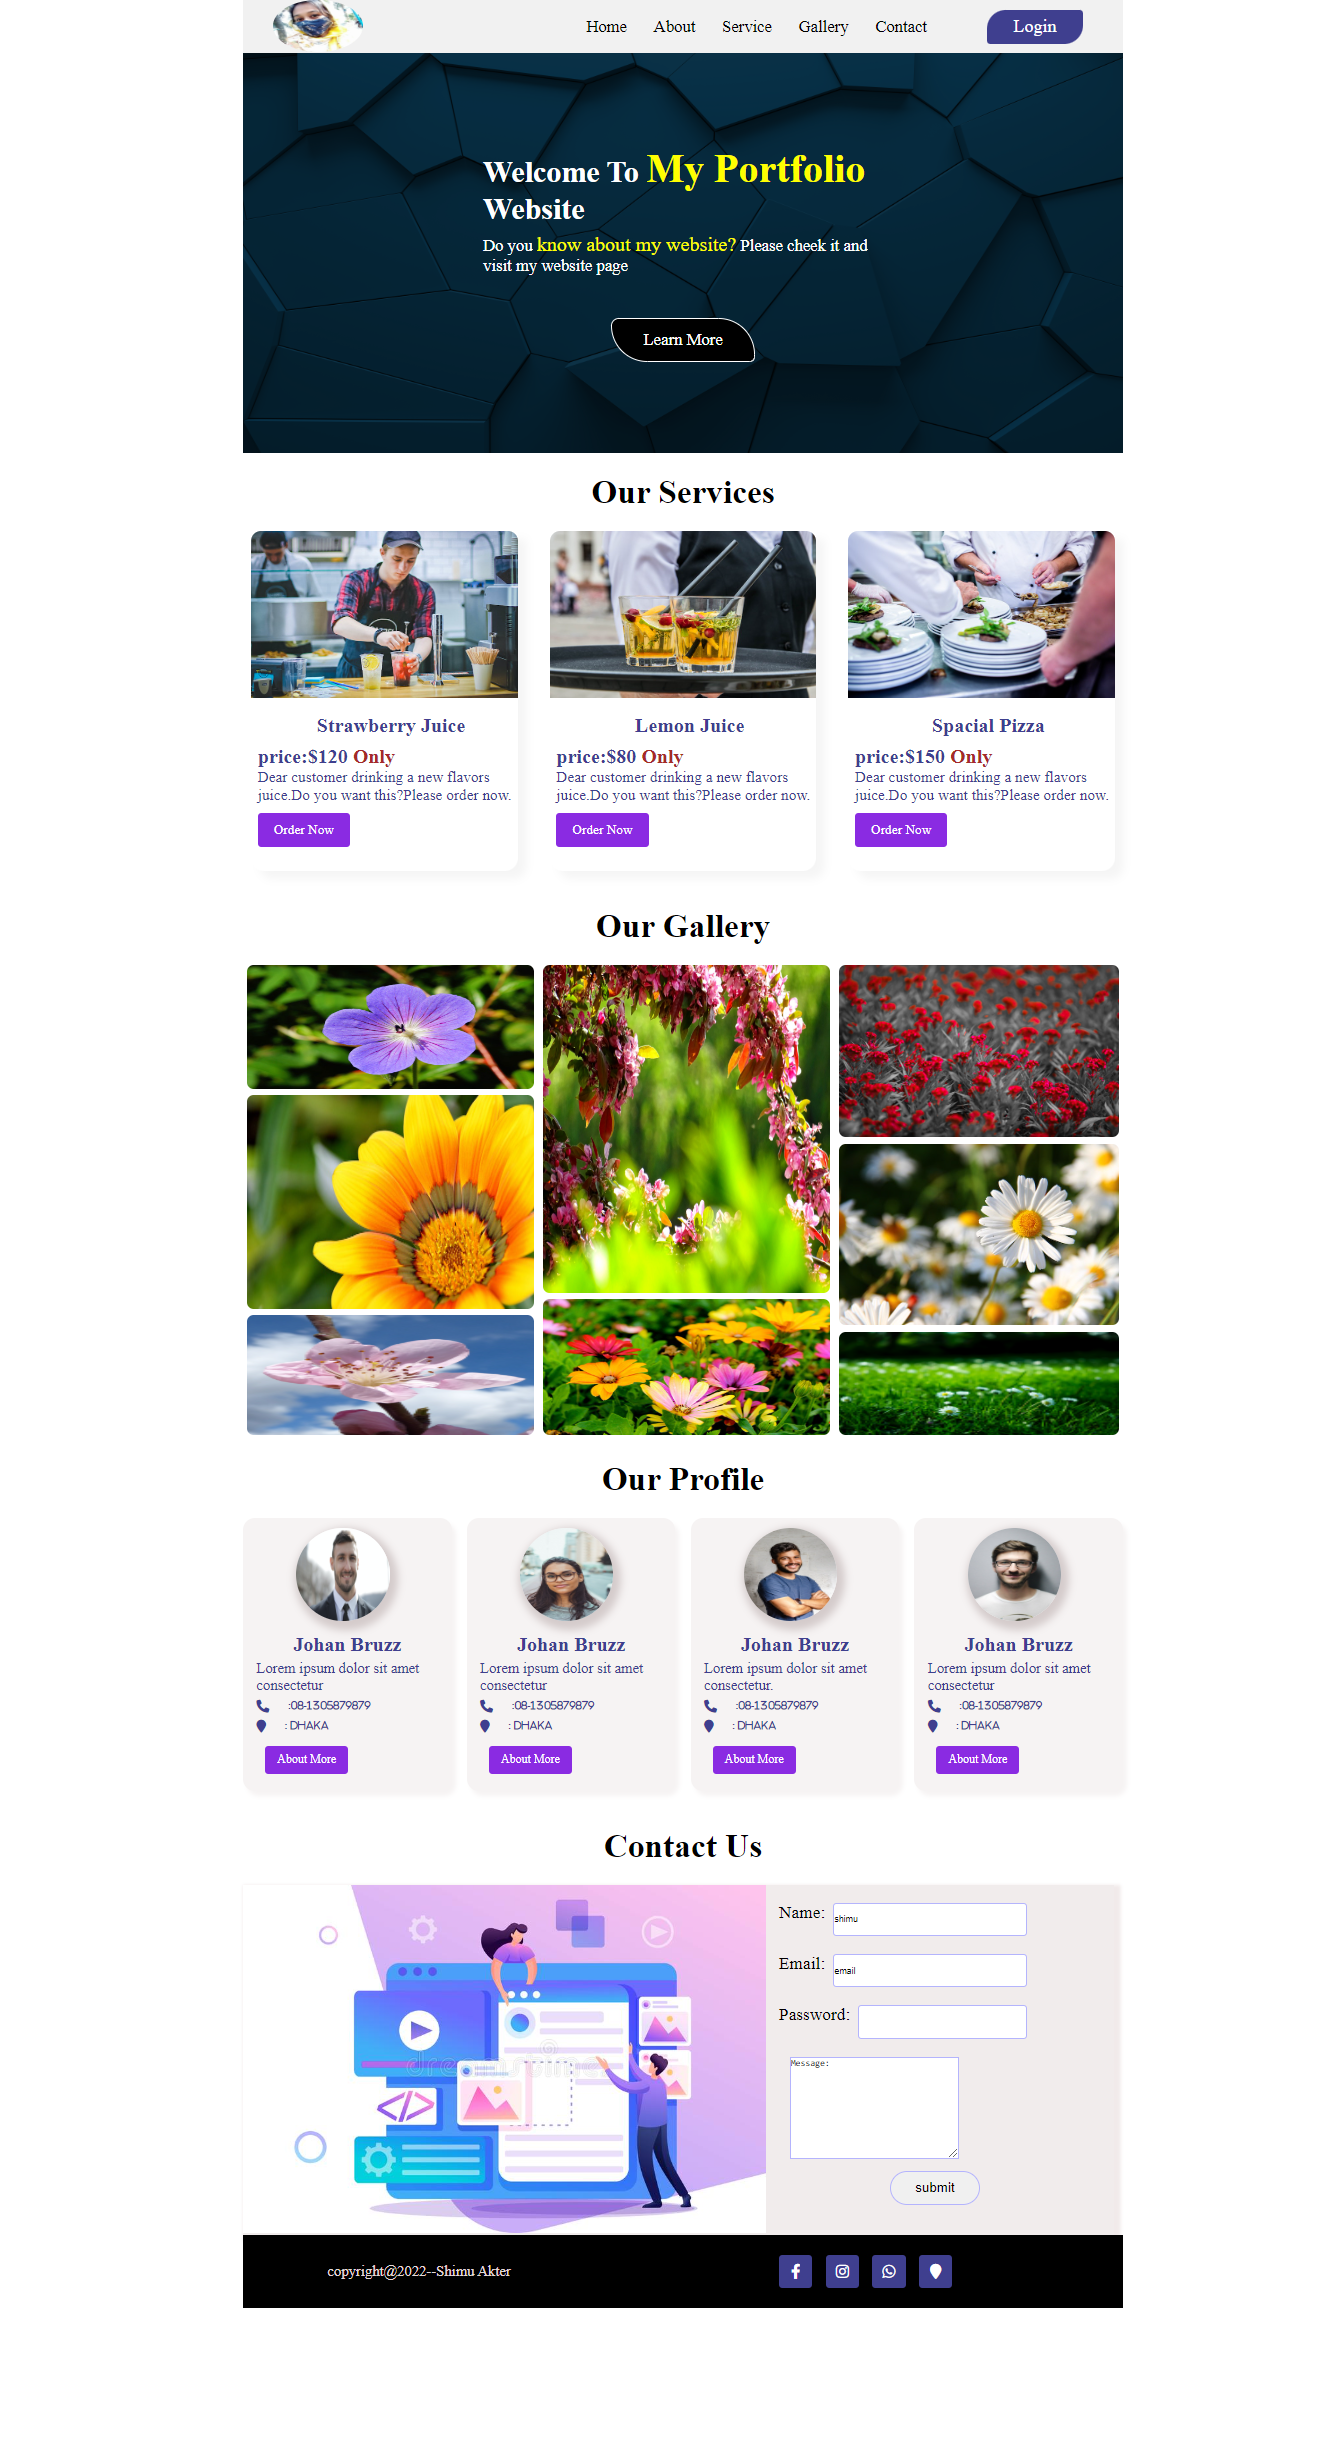 Home About Service Gallery Contact Login
Welcome To My Portfolio
Website
Do you know about my website? Please cheek it and
visit my website page
Learn More
Our Services
Strawberry Juice
price:$120 Only
Dear customer drinking a new flavors
juice.Do you want this?Please order now.
Order Now
Lemon Juice
price:$80 Only
Dear customer drinking a new flavors
juice.Do you want this?Please order now.
Order Now
Spacial Pizza
price:$150 Only
Dear customer drinking a new flavors
juice.Do you want this?Please order now.
Order Now
Our Gallery
Our Profile
Johan Bruzz
Lorem ipsum dolor sit amet
consectetur
:08-1305879879
: DHAKA
About More
Johan Bruzz
Lorem ipsum dolor sit amet
consectetur
:08-1305879879
: DHAKA
About More
Johan Bruzz
Lorem ipsum dolor sit amet
consectetur.
:08-1305879879
: DHAKA
About More
Johan Bruzz
Lorem ipsum dolor sit amet
consectetur
:08-1305879879
: DHAKA
About More
Contact Us
Name: shimu
Email: email
Password:
Message:
submit
copyright@2022--Shimu Akter